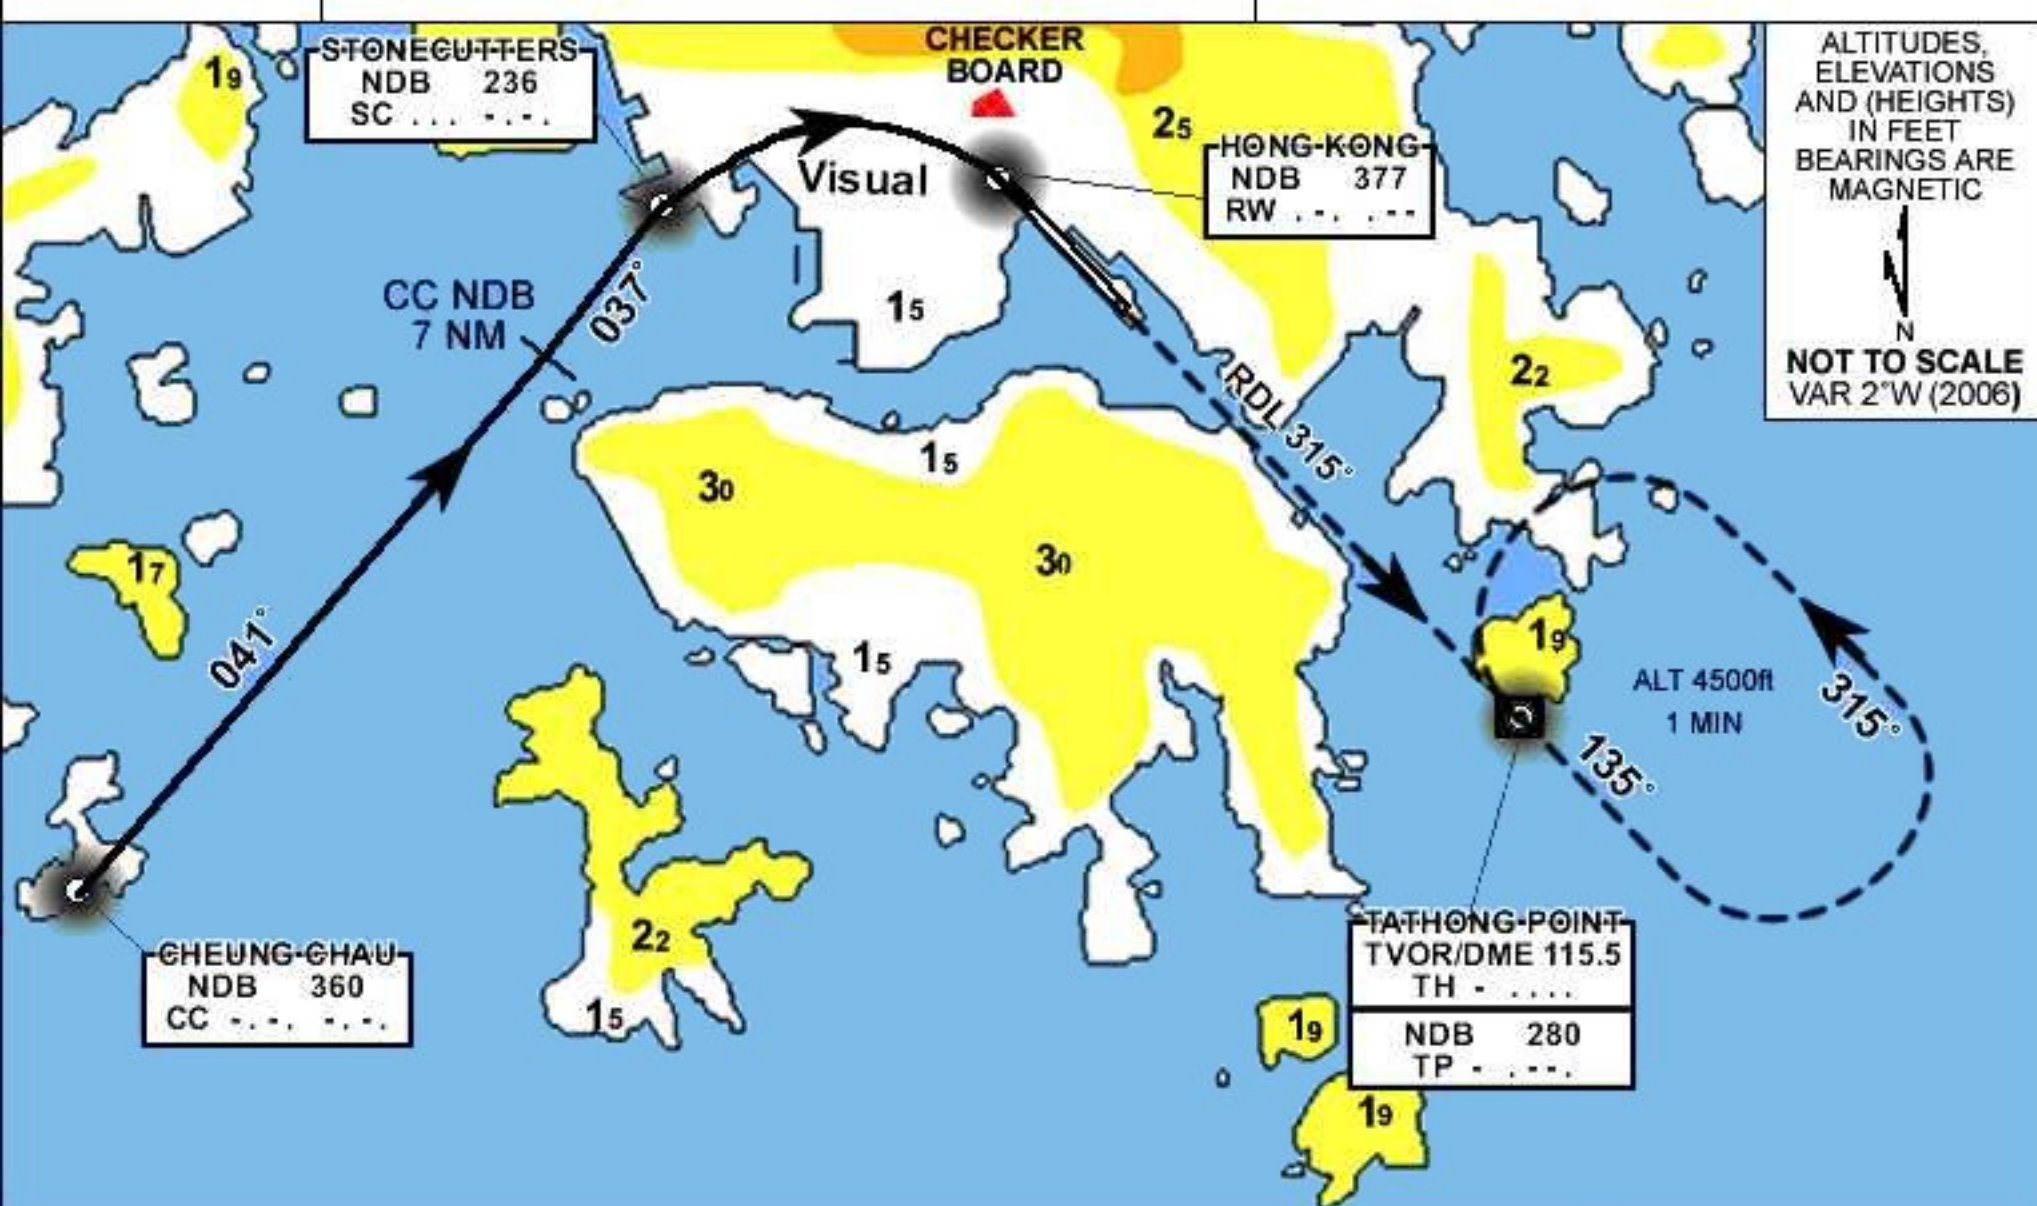 STONECUTTERS
NDB 236
SC ... -.-.
19
CHECKER
BOARD
25
HONG-KONG
NDB 377
RW .-. .--
Visual
ALTITUDES,
ELEVATIONS
AND (HEIGHTS)
IN FEET
BEARINGS ARE
MAGNETIC
N
NOT TO SCALE
VAR 2°W (2006)
CC NDB
7 NM
037°
15
22
RDL 315°
15
30
30
17
041°
19
15
ALT 4500ft
1 MIN
315°
135°
CHEUNG-CHAU
NDB 360
CC -.-. -.-.
22
15
TATHONG-POINT
TVOR/DME 115.5
TH - ....
NDB 280
TP - .--.
19
19